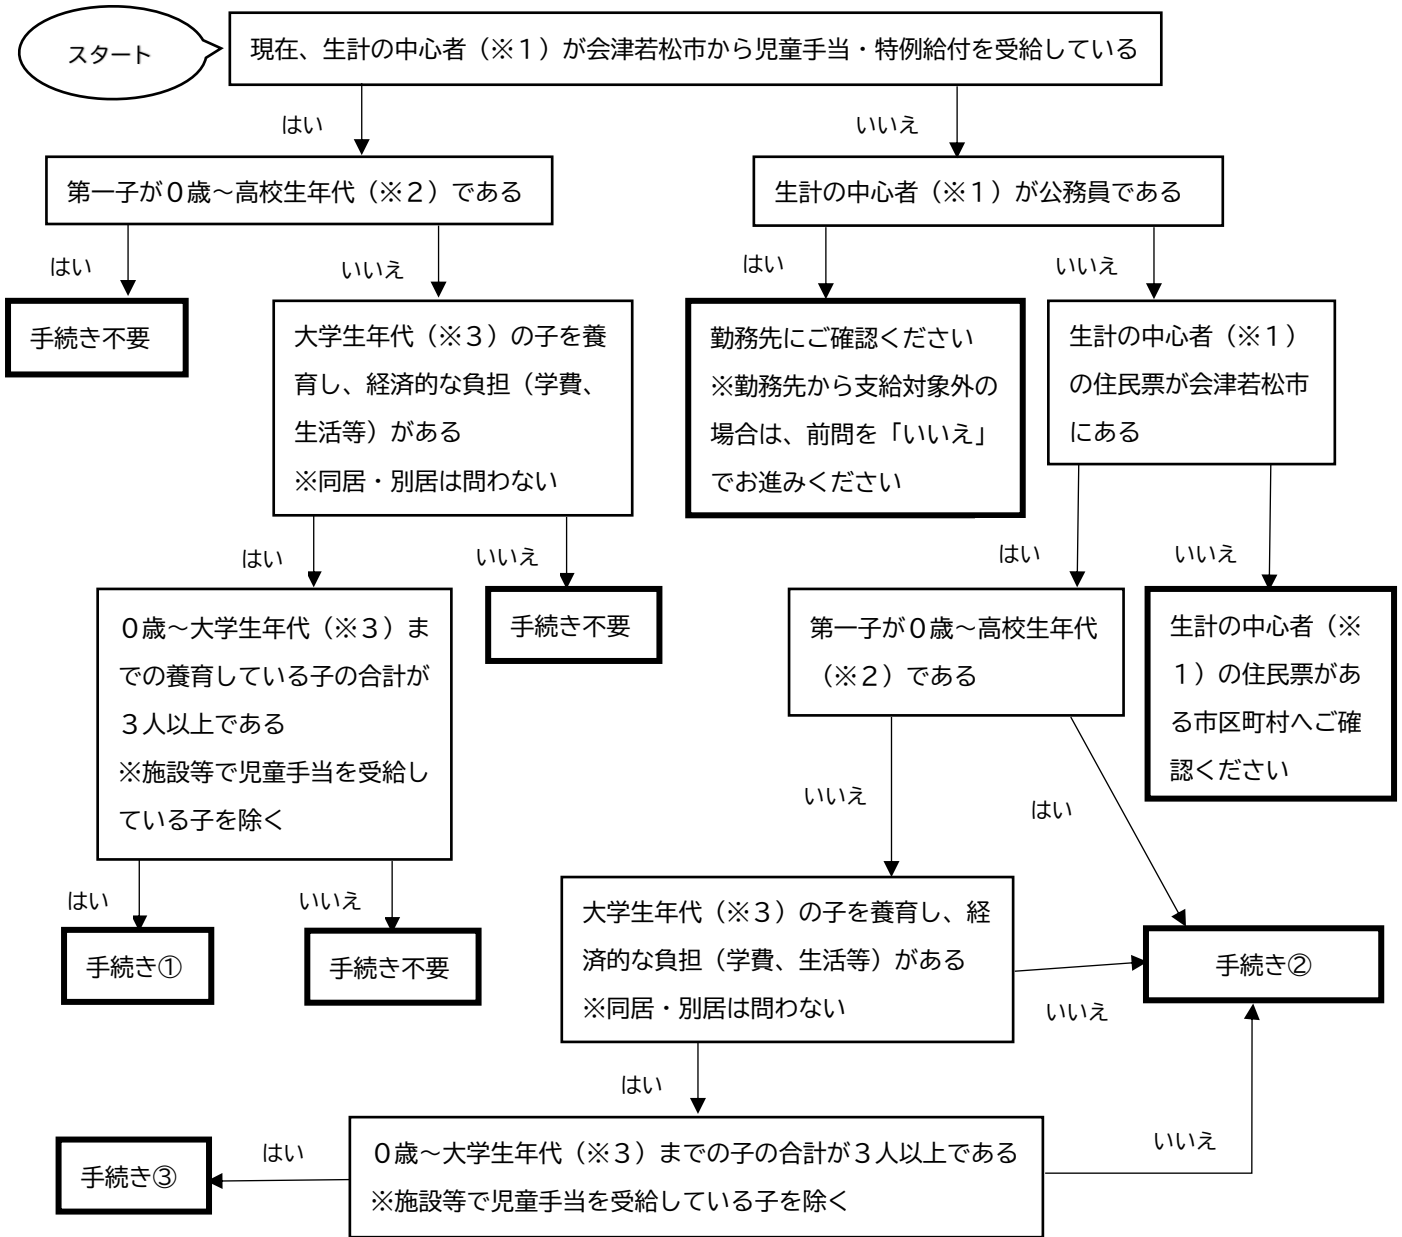 スタート
現在、生計の中心者（※１）が会津若松市から児童手当・特例給付を受給している
はい
いいえ
第一子が０歳～高校生年代（※２）である
生計の中心者（※１）が公務員である
はい
いいえ
はい
いいえ
手続き不要
大学生年代（※３）の子を養
育し、経済的な負担（学費、
生活等）がある
※同居・別居は問わない
勤務先にご確認ください
※勤務先から支給対象外の
場合は、前問を「いいえ」
でお進みください
生計の中心者（※１）
の住民票が会津若松市
にある
はい
いいえ
はい
いいえ
０歳～大学生年代（※３）ま
での養育している子の合計が
３人以上である
※施設等で児童手当を受給し
ている子を除く
手続き不要
第一子が０歳～高校生年代
（※２）である
生計の中心者（※
１）の住民票があ
る市区町村へご確
認ください
いいえ
はい
はい
いいえ
手続き①
手続き不要
大学生年代（※３）の子を養育し、経
済的な負担（学費、生活等）がある
※同居・別居は問わない
いいえ
手続き②
はい
０歳～大学生年代（※３）までの子の合計が３人以上である
※施設等で児童手当を受給している子を除く
はい
いいえ
手続き③